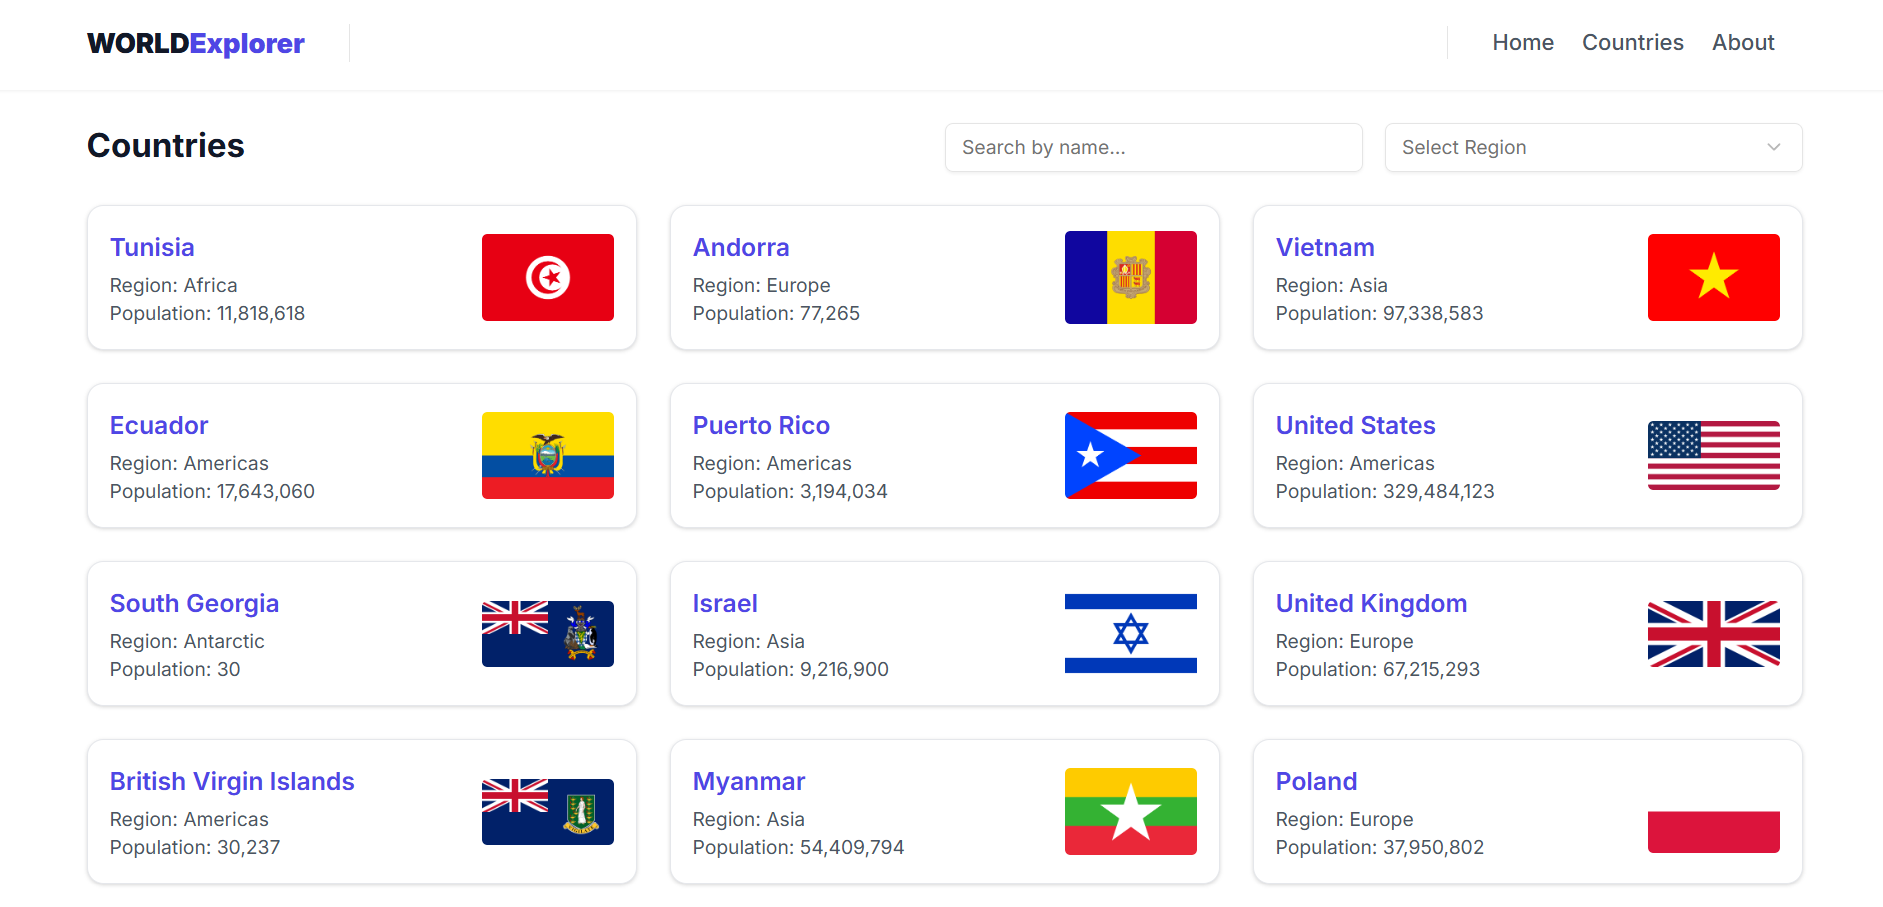 WORLDExplorer
Home Countries About
Countries
Search by name...
Select Region
Tunisia
Region: Africa
Population: 11,818,618
Andorra
Region: Europe
Population: 77,265
Vietnam
Region: Asia
Population: 97,338,583
Ecuador
Region: Americas
Population: 17,643,060
Puerto Rico
Region: Americas
Population: 3,194,034
United States
Region: Americas
Population: 329,484,123
South Georgia
Region: Antarctic
Population: 30
Israel
Region: Asia
Population: 9,216,900
United Kingdom
Region: Europe
Population: 67,215,293
British Virgin Islands
Region: Americas
Population: 30,237
Myanmar
Region: Asia
Population: 54,409,794
Poland
Region: Europe
Population: 37,950,802